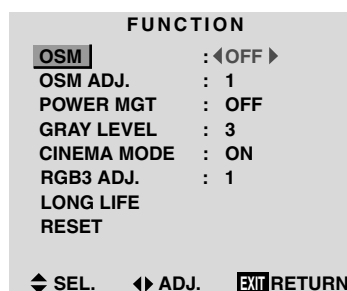 FUNCTION
OSM : ◀OFF▶
OSM ADJ. : 1
POWER MGT : OFF
GRAY LEVEL : 3
CINEMA MODE : ON
RGB3 ADJ. : 1
LONG LIFE
RESET
SEL. ADJ. EXIT RETURN